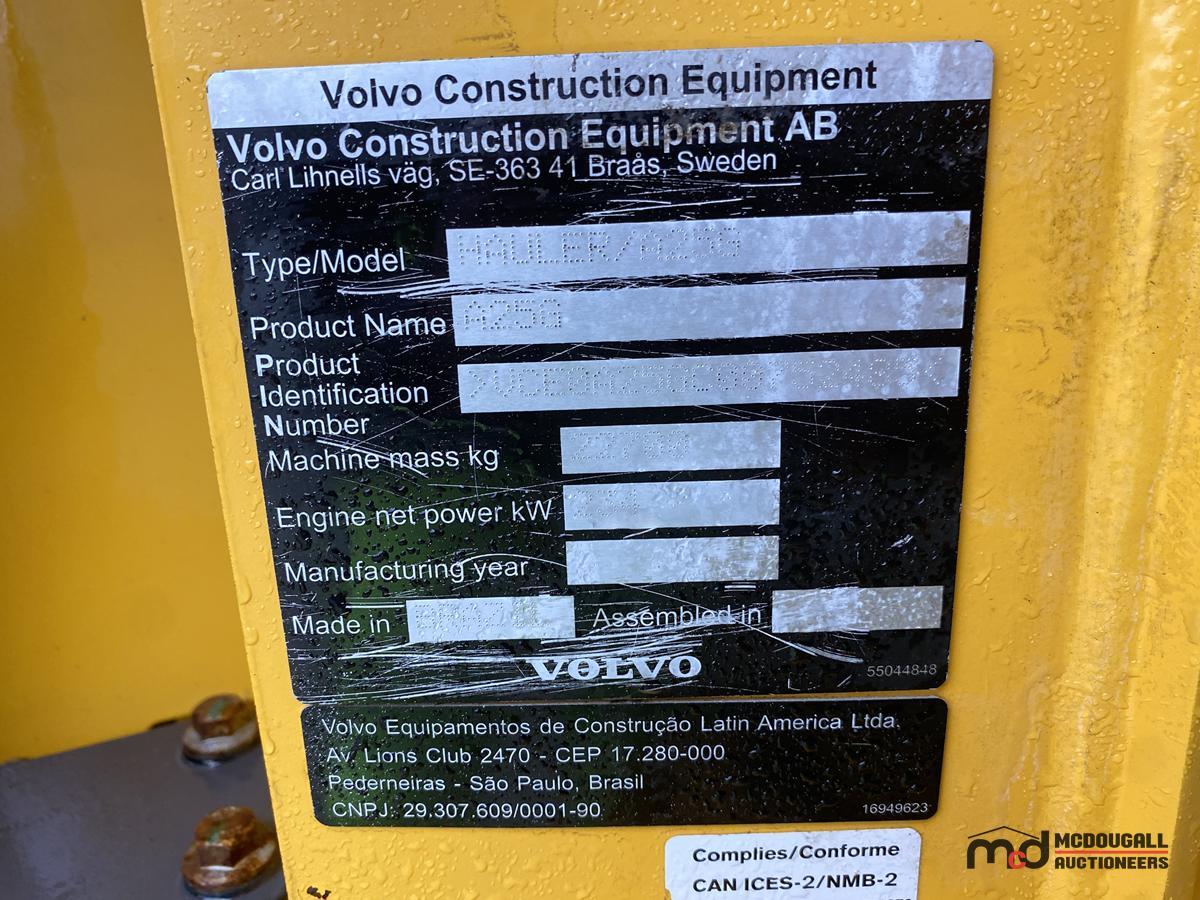 Volvo Construction Equipment
Volvo Construction Equipment AB
Carl Lihnells väg, SE-363 41 Braås, Sweden
Type/Model HAULER/A25G
Product Name A25G
Product
Identification
Number
Machine mass kg
Engine net power kW
Manufacturing year
Made in BRAZIL Assembled in
VOLVO 55044848
Volvo Equipamentos de Construção Latin America Ltda.
Av. Lions Club 2470 - CEP 17.280-000
Pederneiras - São Paulo, Brasil
CNPJ: 29.307.609/0001-90 16949623
Complies/Conforme
CAN ICES-2/NMB-2
mcd MCDOUGALL
AUCTIONEERS